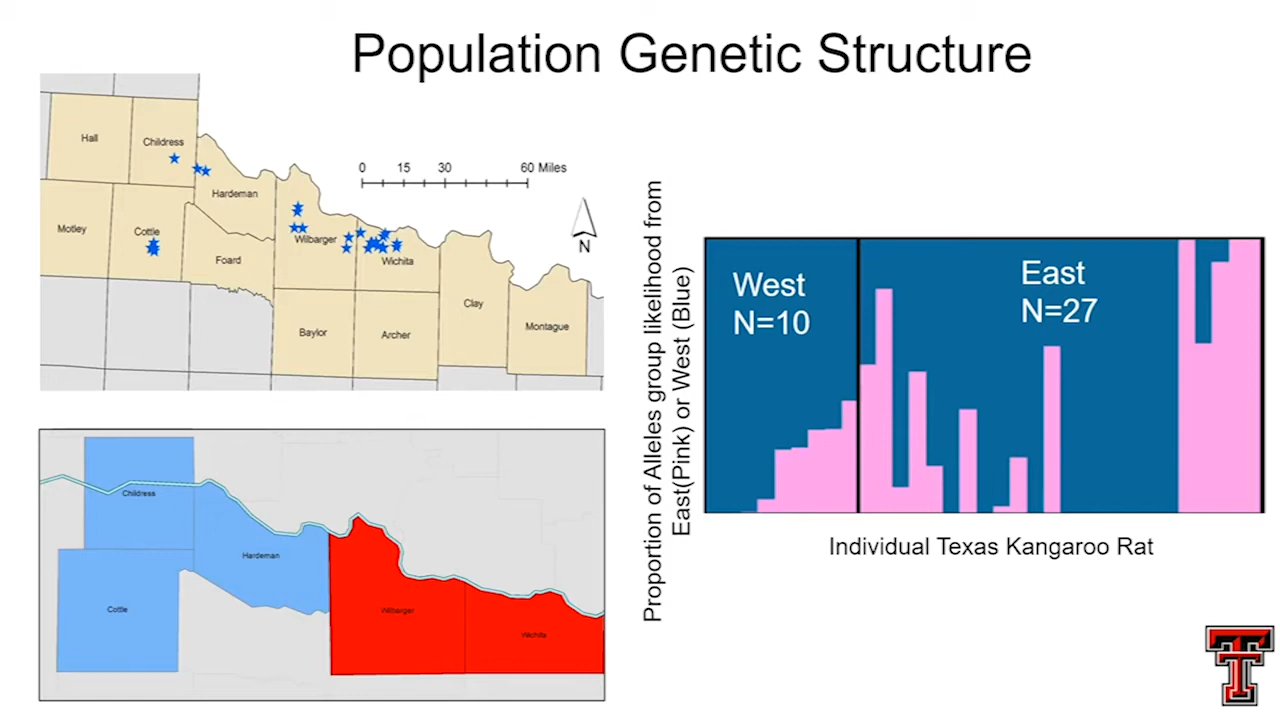 Population Genetic Structure
Hall
Childress
Hardeman
Motley
Cottle
Foard
Wilbarger
Wichita
Baylor
Archer
Clay
Montague
0 15 30 60 Miles
N
Childress
Hardeman
Cottle
Wilbarger
Wichita
Proportion of Alleles group likelihood from
East(Pink) or West (Blue)
West
N=10
East
N=27
Individual Texas Kangaroo Rat